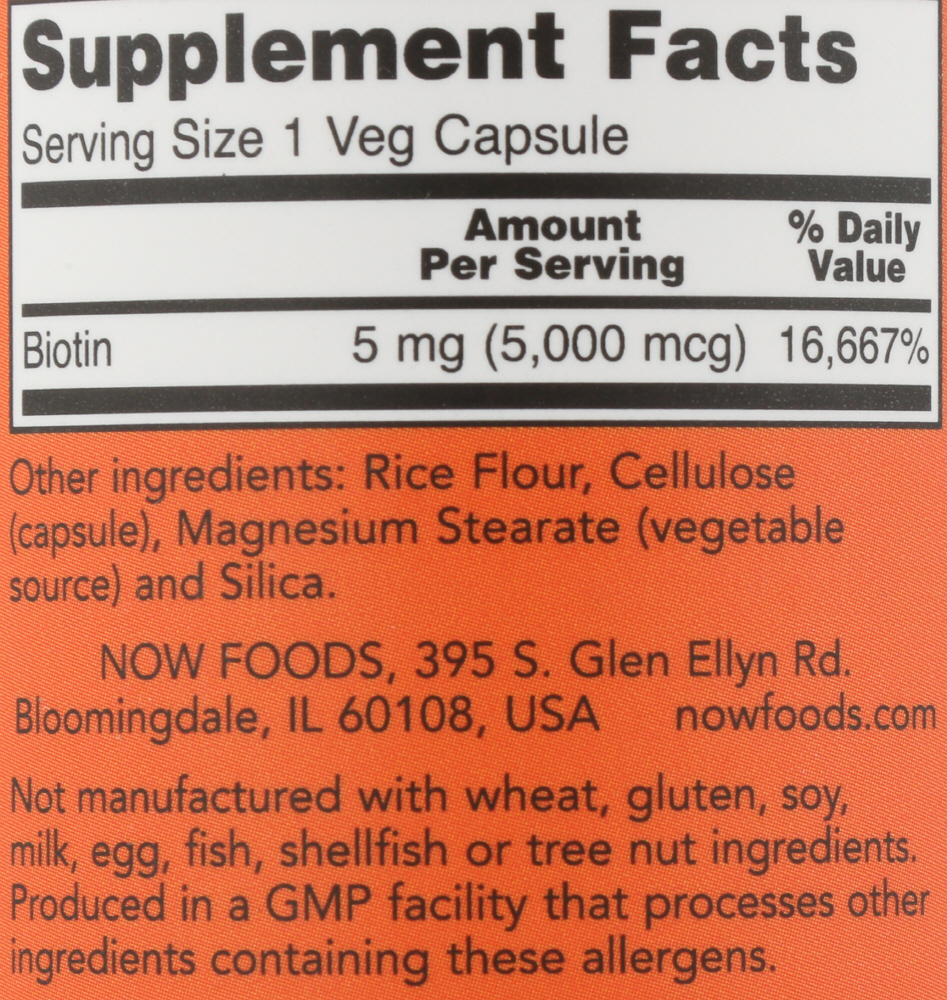 Supplement Facts
Serving Size 1 Veg Capsule
Amount Per Serving
% Daily Value
Biotin 5 mg (5,000 mcg) 16,667%
Other ingredients: Rice Flour, Cellulose
(capsule), Magnesium Stearate (vegetable
source) and Silica.
NOW FOODS, 395 S. Glen Ellyn Rd.
Bloomingdale, IL 60108, USA nowfoods.com
Not manufactured with wheat, gluten, soy,
milk, egg, fish, shellfish or tree nut ingredients.
Produced in a GMP facility that processes other
ingredients containing these allergens.